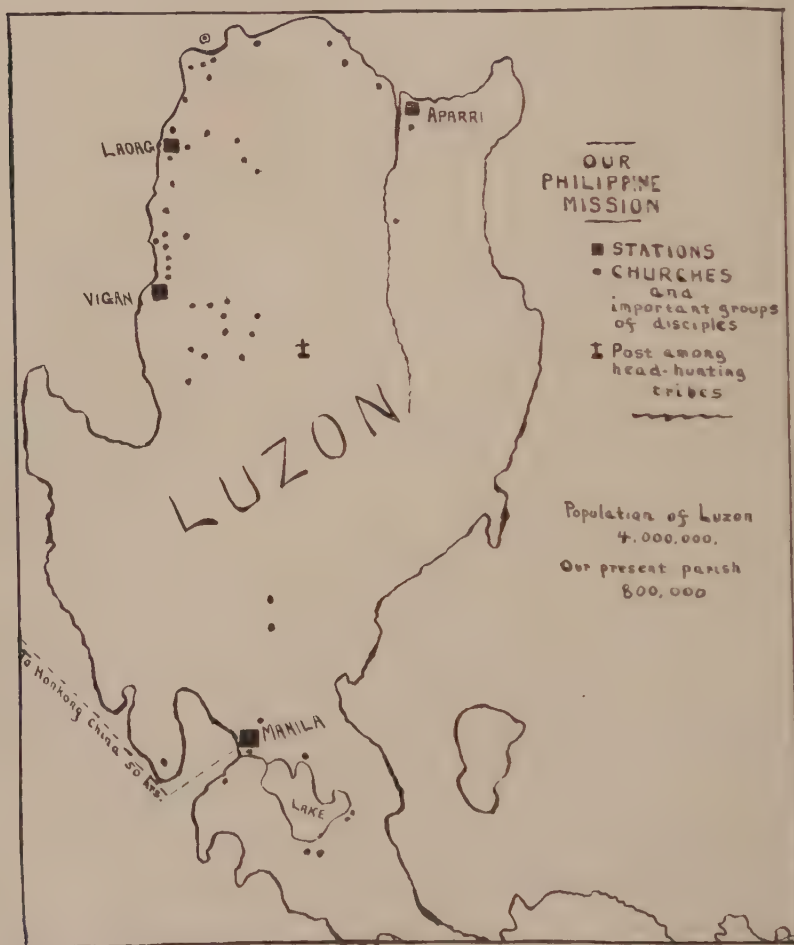 APARRI
LAOAG
OUR
PHILIPPINE
MISSION
STATIONS
CHURCHES
and
important groups
of disciples
Post among
head-hunting
tribes
VIGAN
LUZON
Population of Luzon
4.000.000.
Our present parish
800,000
To Honkong China 50 hrs.
MANILA
LAKE